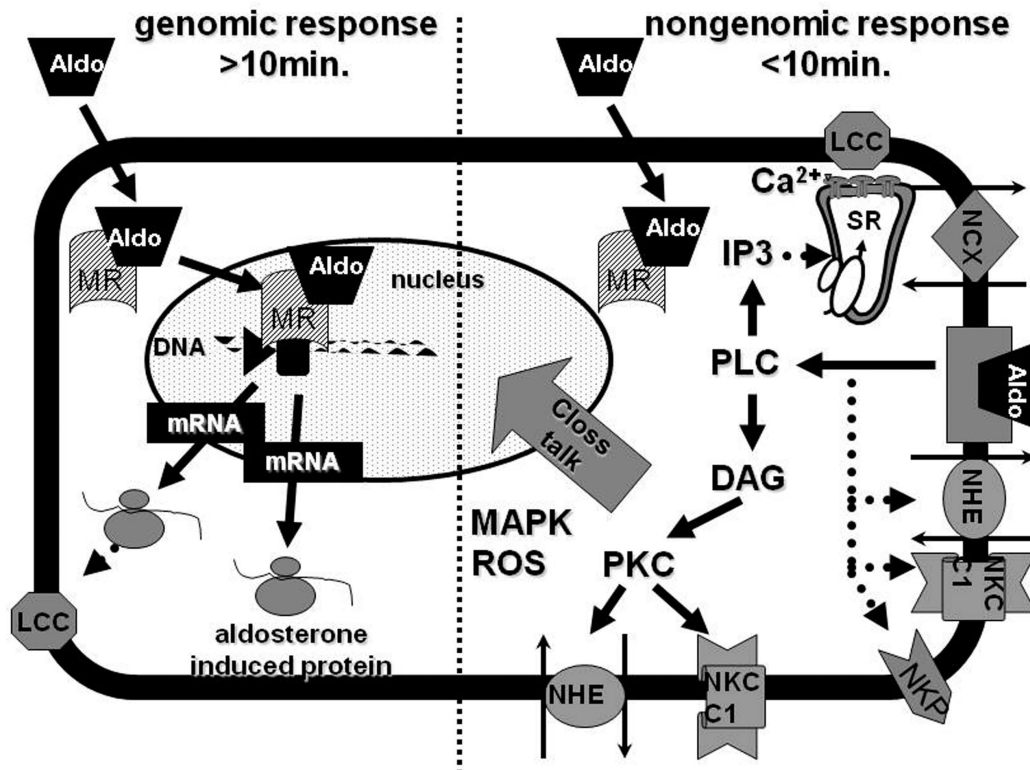 genomic response
>10min.
nongenomic response
<10min.
Aldo
Aldo
LCC
Ca2+
SR
NCX
Aldo
MR
Aldo
MR
nucleus
Aldo
MR
IP3
DNA
PLC
Aldo
mRNA
mRNA
Closs
talk
DAG
NHE
MAPK
ROS
PKC
NKC
C1
LCC
aldosterone
induced protein
NHE
NKC
C1
NKP